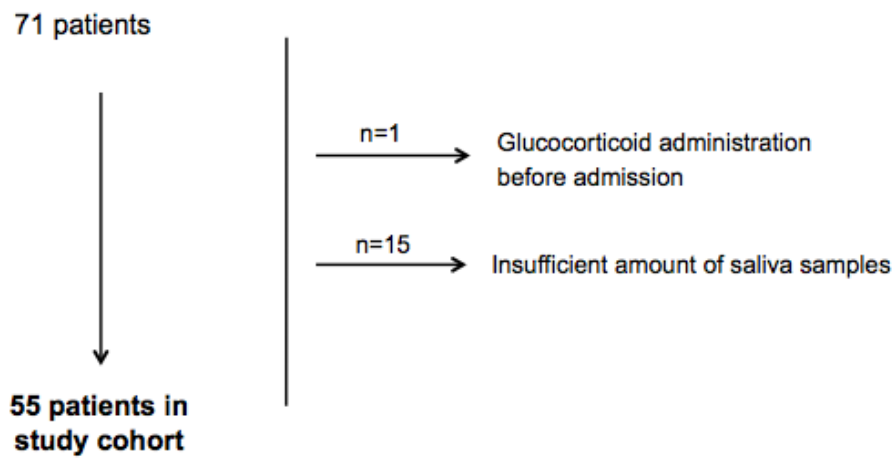 71 patients
n=1
Glucocorticoid administration
before admission
n=15
Insufficient amount of saliva samples
55 patients in
study cohort